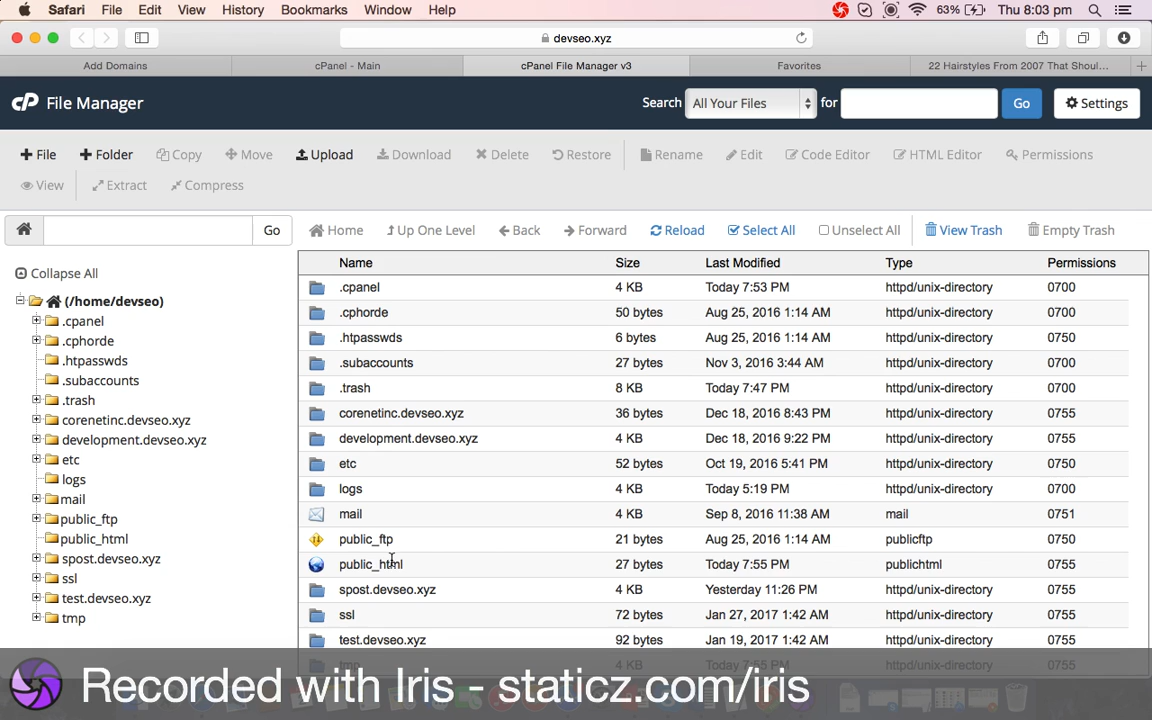 Safari File Edit View History Bookmarks Window Help 63% Thu 8:03 pm
devseo.xyz
Add Domains cPanel - Main cPanel File Manager v3 Favorites 22 Hairstyles From 2007 That Shoul...
cP File Manager Search All Your Files for Go Settings
File Folder Copy Move Upload Download Delete Restore Rename Edit Code Editor HTML Editor Permissions
View Extract Compress
Go Home Up One Level Back Forward Reload Select All Unselect All View Trash Empty Trash
Collapse All
(/home/devseo)
.cpanel
.cphorde
.htpasswds
.subaccounts
.trash
corenetinc.devseo.xyz
development.devseo.xyz
etc
logs
mail
public_ftp
public_html
spost.devseo.xyz
ssl
test.devseo.xyz
tmp
Name Size Last Modified Type Permissions
.cpanel 4 KB Today 7:53 PM httpd/unix-directory 0700
.cphorde 50 bytes Aug 25, 2016 1:14 AM httpd/unix-directory 0700
.htpasswds 6 bytes Aug 25, 2016 1:14 AM httpd/unix-directory 0750
.subaccounts 27 bytes Nov 3, 2016 3:44 AM httpd/unix-directory 0700
.trash 8 KB Today 7:47 PM httpd/unix-directory 0700
corenetinc.devseo.xyz 36 bytes Dec 18, 2016 8:43 PM httpd/unix-directory 0755
development.devseo.xyz 4 KB Dec 18, 2016 9:22 PM httpd/unix-directory 0755
etc 52 bytes Oct 19, 2016 5:41 PM httpd/unix-directory 0750
logs 4 KB Today 5:19 PM httpd/unix-directory 0700
mail 4 KB Sep 8, 2016 11:38 AM mail 0751
public_ftp 21 bytes Aug 25, 2016 1:14 AM publicftp 0750
public_html 27 bytes Today 7:55 PM publichtml 0755
spost.devseo.xyz 4 KB Yesterday 11:26 PM httpd/unix-directory 0755
ssl 72 bytes Jan 27, 2017 1:42 AM httpd/unix-directory 0755
test.devseo.xyz 92 bytes Jan 19, 2017 1:42 AM httpd/unix-directory 0755
tmp 4 KB Today 7:55 PM httpd/unix-directory 0755
Recorded with Iris - staticz.com/iris